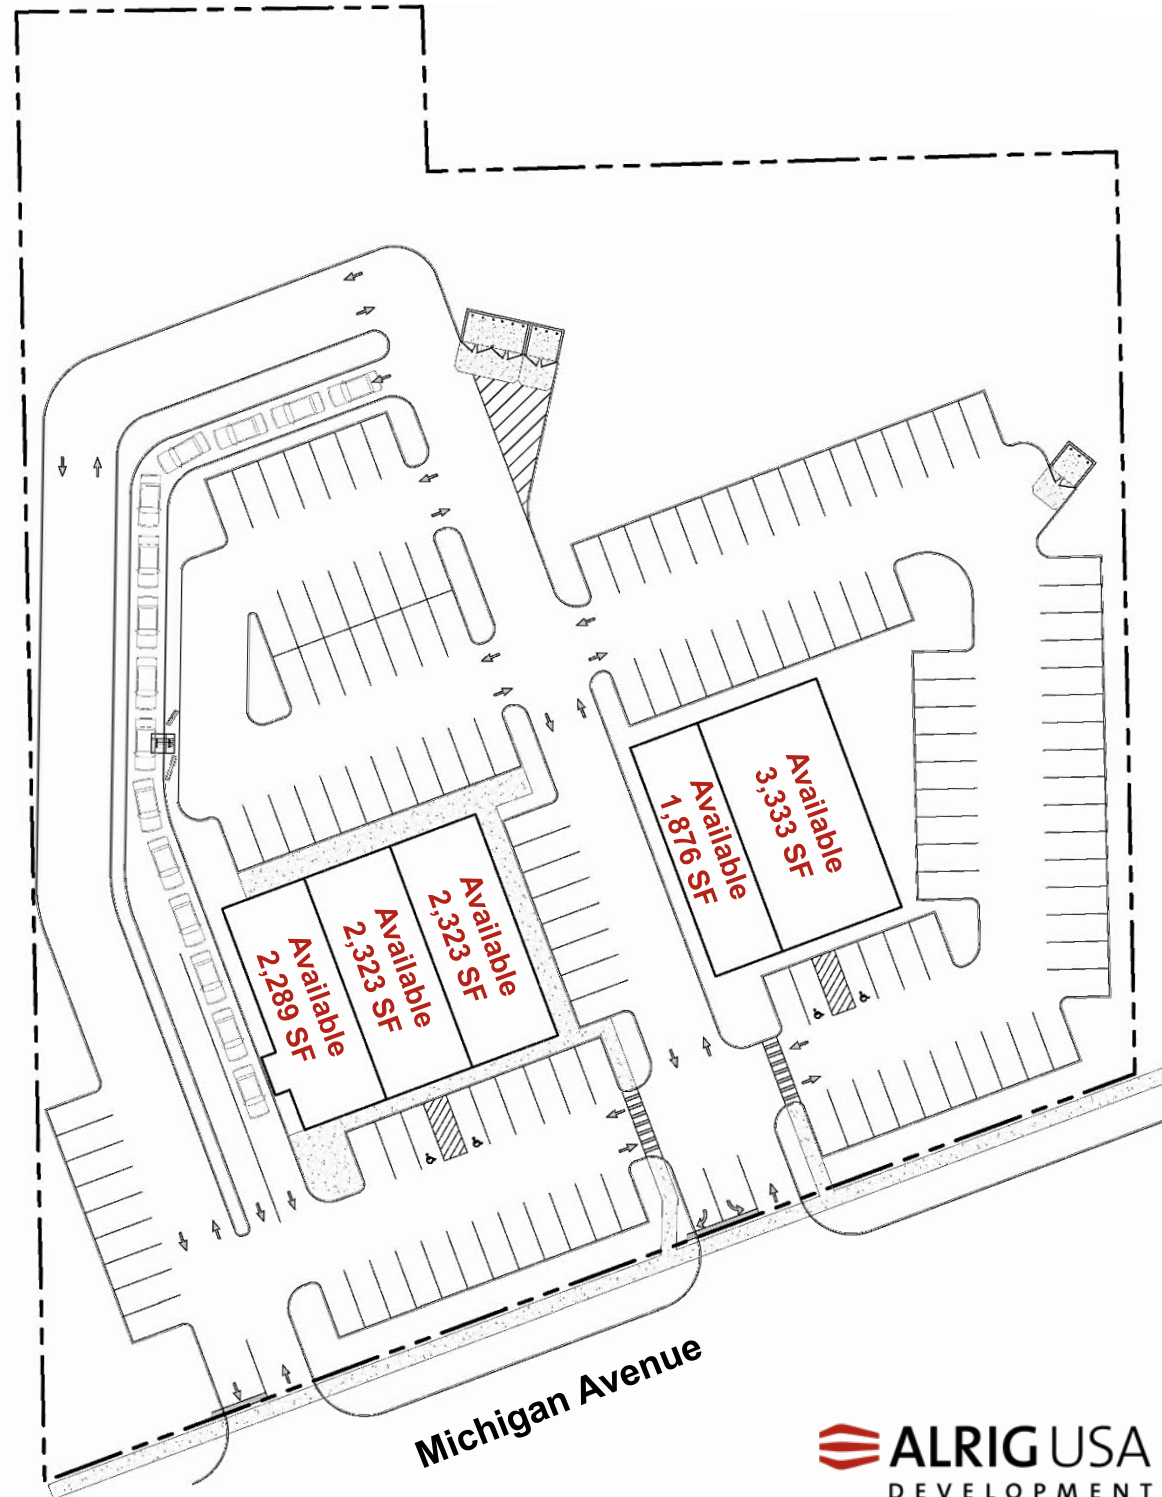 Available
3,333 SF
Available
1,876 SF
Available
2,323 SF
Available
2,323 SF
Available
2,289 SF
Michigan Avenue
ALRIG USA
DEVELOPMENT